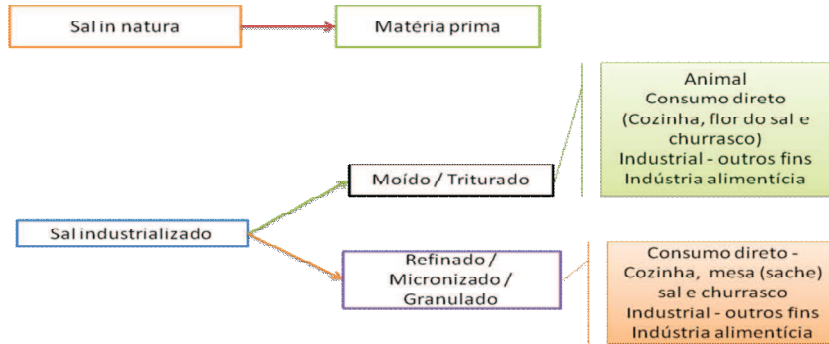 Sal in natura
Matéria prima
Animal
Consumo direto
(Cozinha, flor do sal e
churrasco)
Industrial - outros fins
Indústria alimentícia
Moído / Triturado
Sal industrializado
Refinado /
Micronizado /
Granulado
Consumo direto -
Cozinha, mesa (sache)
sal e churrasco
Industrial - outros fins
Indústria alimentícia